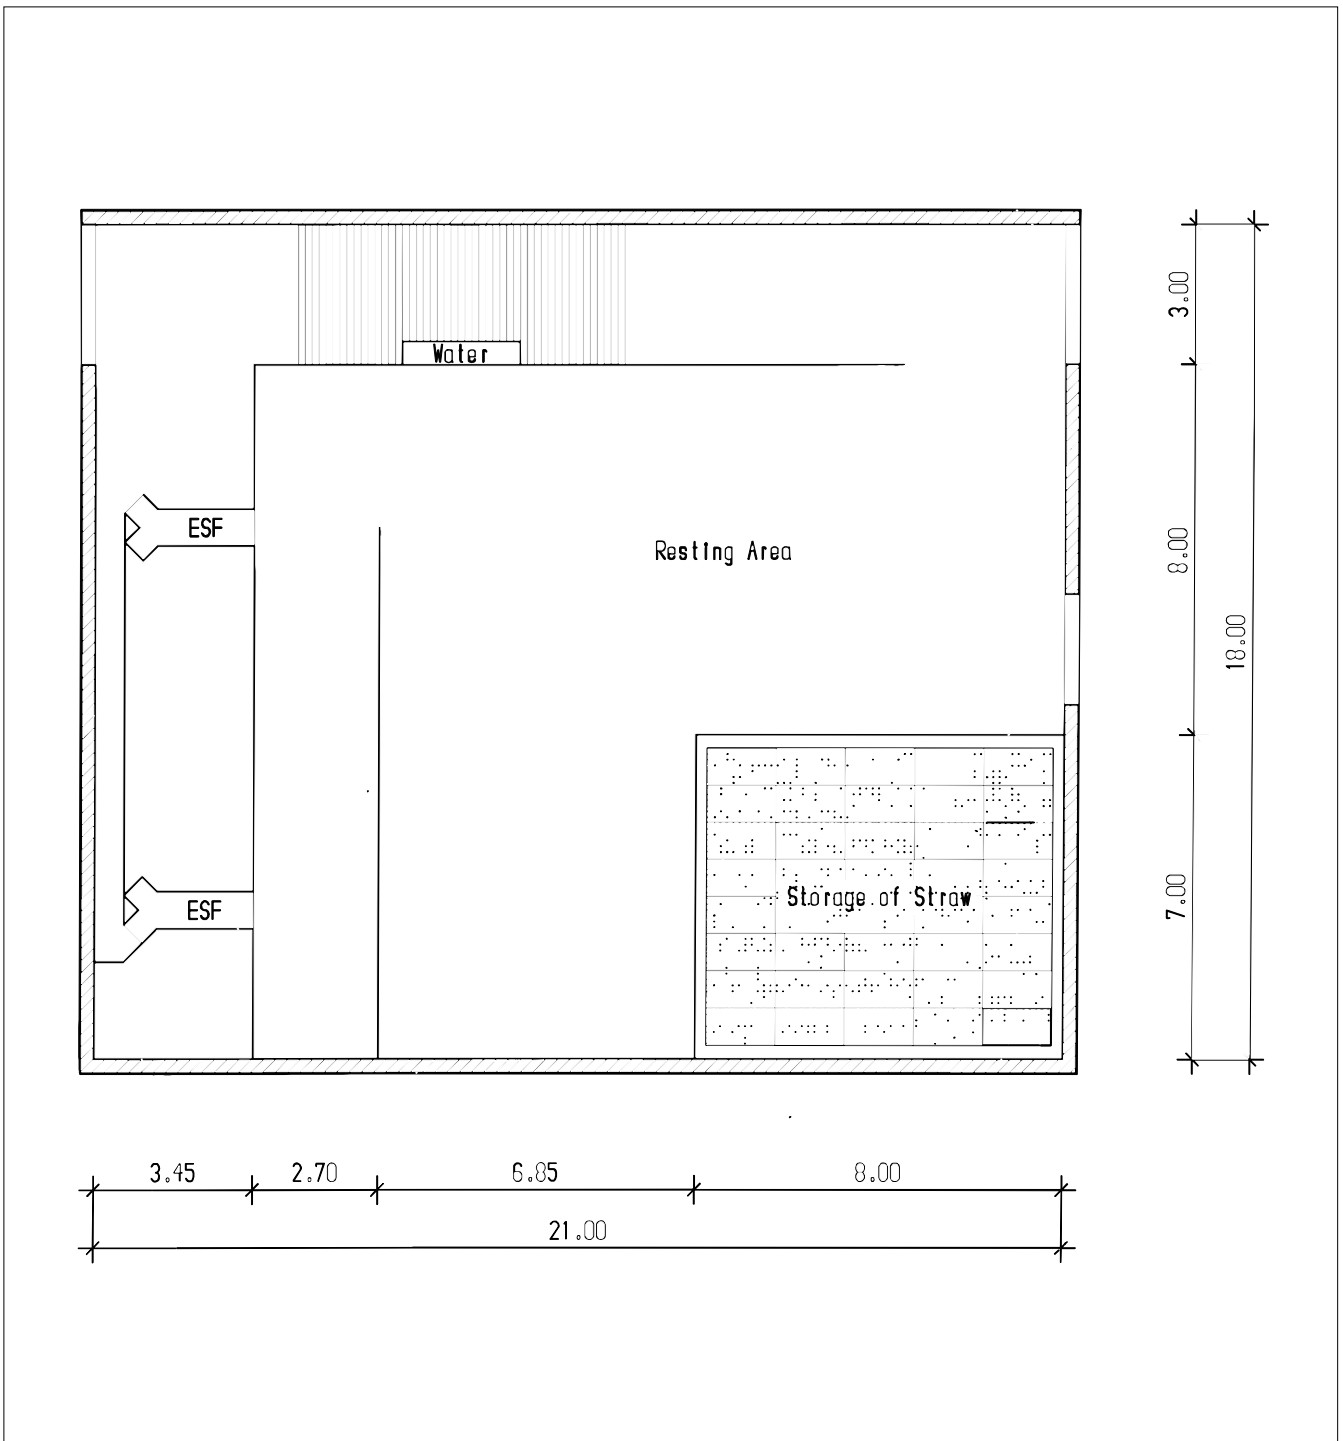 Water
3.00
ESF
Resting Area
8.00
18.00
ESF
Storage of Straw
7.00
3.45
2.70
6.85
8.00
21.00